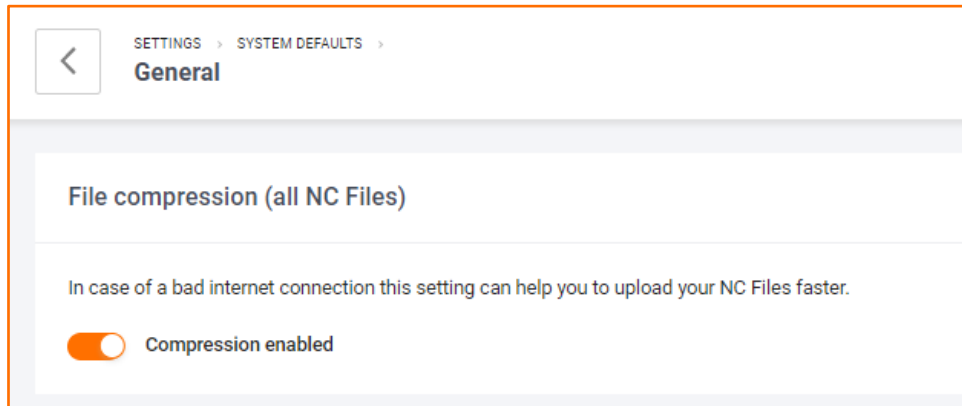 SETTINGS > SYSTEM DEFAULTS >
General
File compression (all NC Files)
In case of a bad internet connection this setting can help you to upload your NC Files faster.
Compression enabled